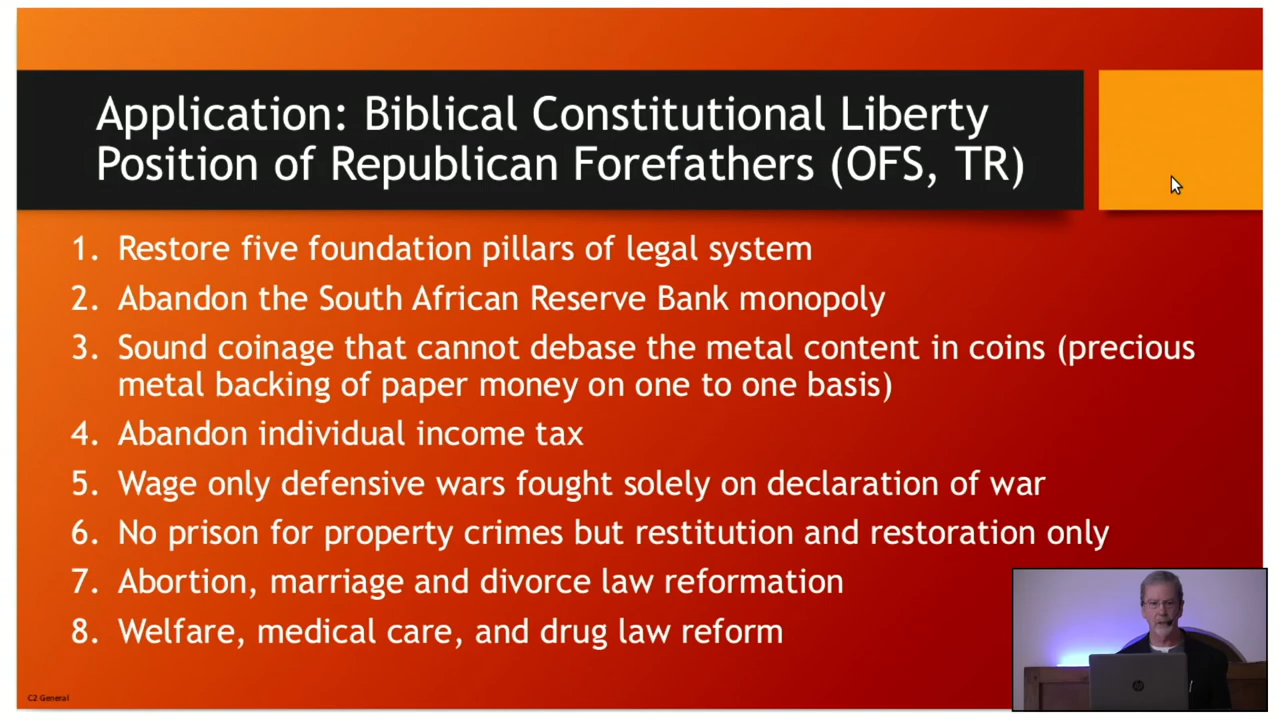 Application: Biblical Constitutional Liberty
Position of Republican Forefathers (OFS, TR)
1. Restore five foundation pillars of legal system
2. Abandon the South African Reserve Bank monopoly
3. Sound coinage that cannot debase the metal content in coins (precious
metal backing of paper money on one to one basis)
4. Abandon individual income tax
5. Wage only defensive wars fought solely on declaration of war
6. No prison for property crimes but restitution and restoration only
7. Abortion, marriage and divorce law reformation
8. Welfare, medical care, and drug law reform
C2 General
hp